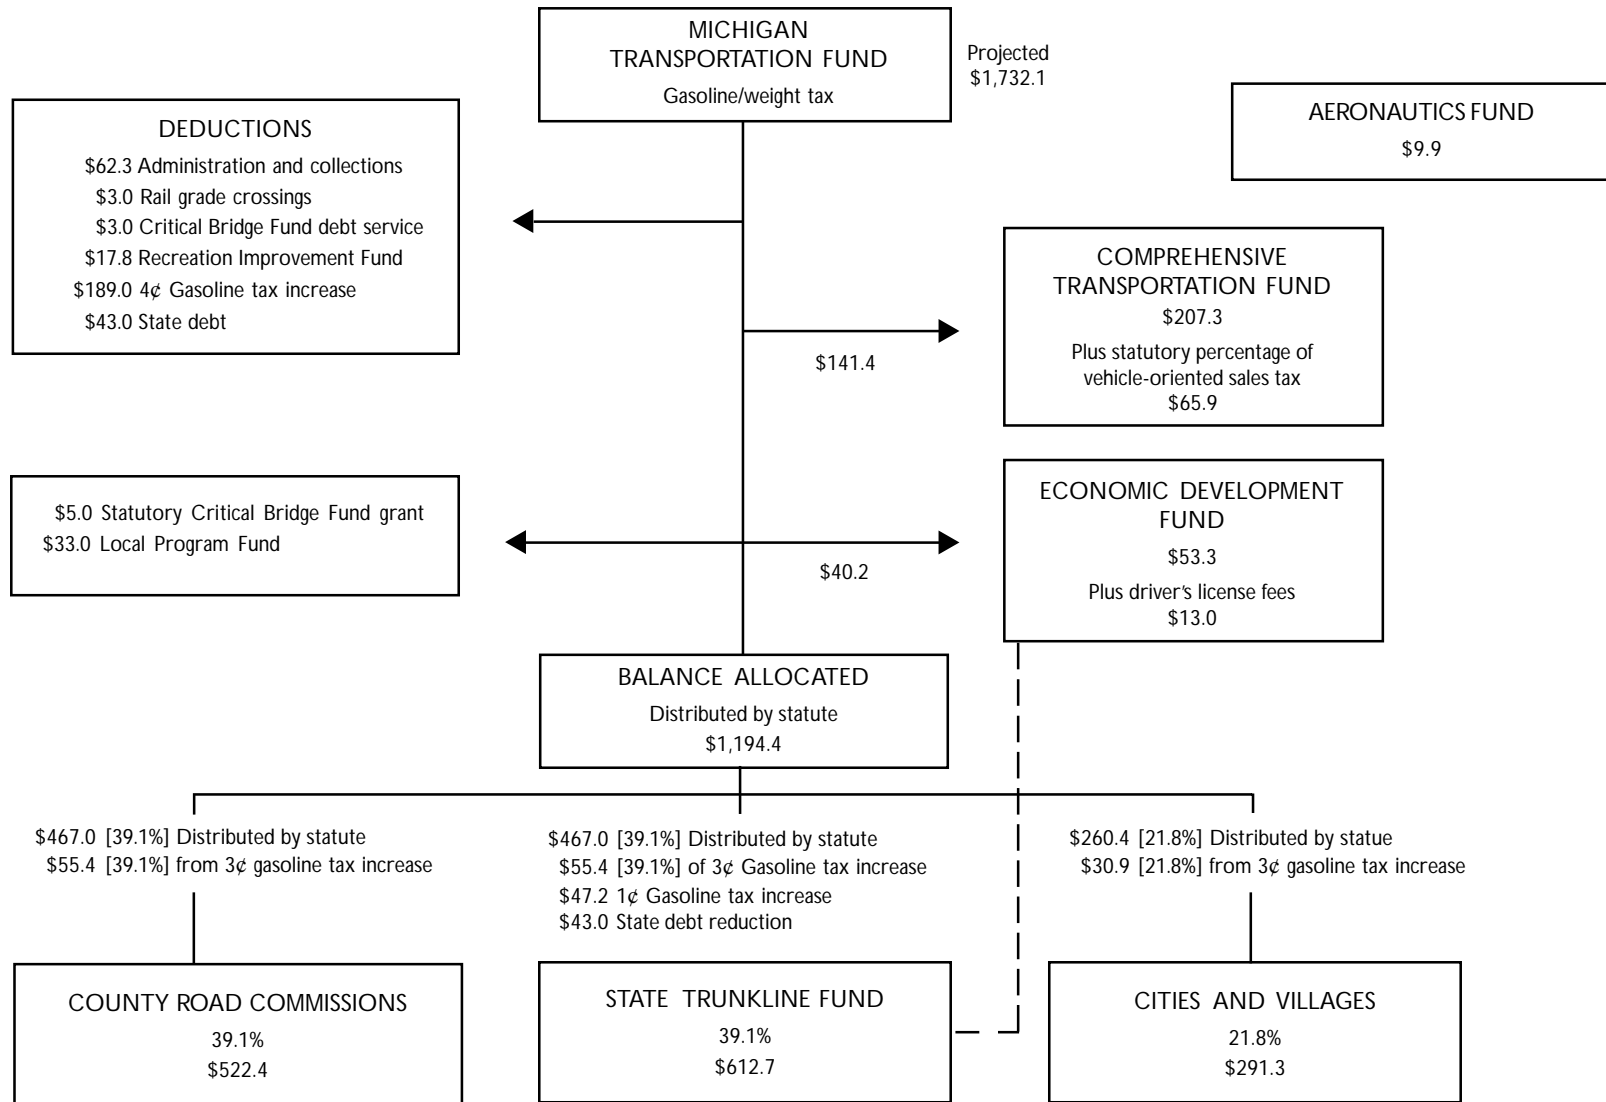 MICHIGAN
TRANSPORTATION FUND
Gasoline/weight tax
Projected
$1,732.1
AERONAUTICS FUND
$9.9
DEDUCTIONS
$62.3 Administration and collections
$3.0 Rail grade crossings
$3.0 Critical Bridge Fund debt service
$17.8 Recreation Improvement Fund
$189.0 4¢ Gasoline tax increase
$43.0 State debt
COMPREHENSIVE
TRANSPORTATION FUND
$207.3
Plus statutory percentage of
vehicle-oriented sales tax
$65.9
$141.4
$5.0 Statutory Critical Bridge Fund grant
$33.0 Local Program Fund
ECONOMIC DEVELOPMENT
FUND
$53.3
Plus driver's license fees
$13.0
$40.2
BALANCE ALLOCATED
Distributed by statute
$1,194.4
$467.0 [39.1%] Distributed by statute
$55.4 [39.1%] from 3¢ gasoline tax increase
$467.0 [39.1%] Distributed by statute
$55.4 [39.1%] of 3¢ Gasoline tax increase
$47.2 1¢ Gasoline tax increase
$43.0 State debt reduction
$260.4 [21.8%] Distributed by statue
$30.9 [21.8%] from 3¢ gasoline tax increase
COUNTY ROAD COMMISSIONS
39.1%
$522.4
STATE TRUNKLINE FUND
39.1%
$612.7
CITIES AND VILLAGES
21.8%
$291.3